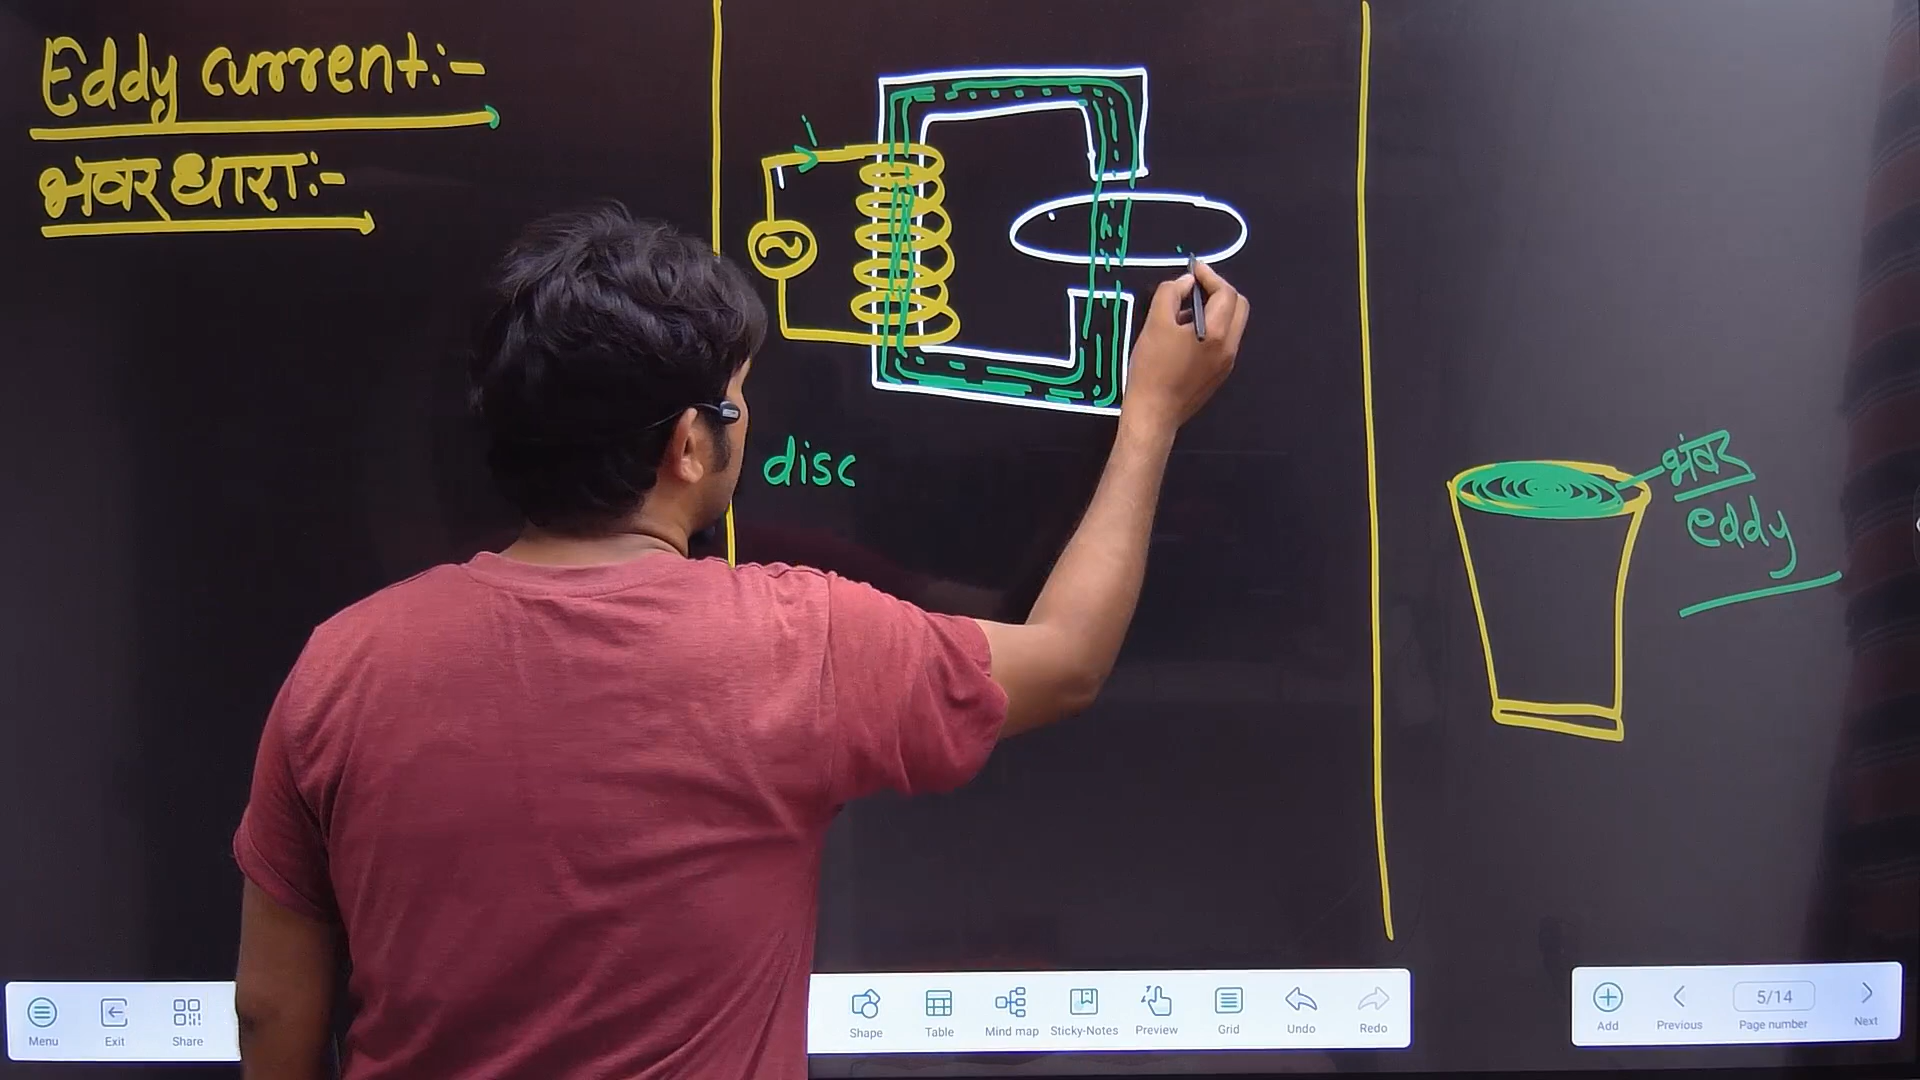 Eddy current:-
भंवर धारा:-
i
disc
भंवर
eddy
Menu
Exit
Share
Shape
Table
Mind map
Sticky-Notes
Preview
Grid
Undo
Redo
Add
Previous
5/14
Page number
Next